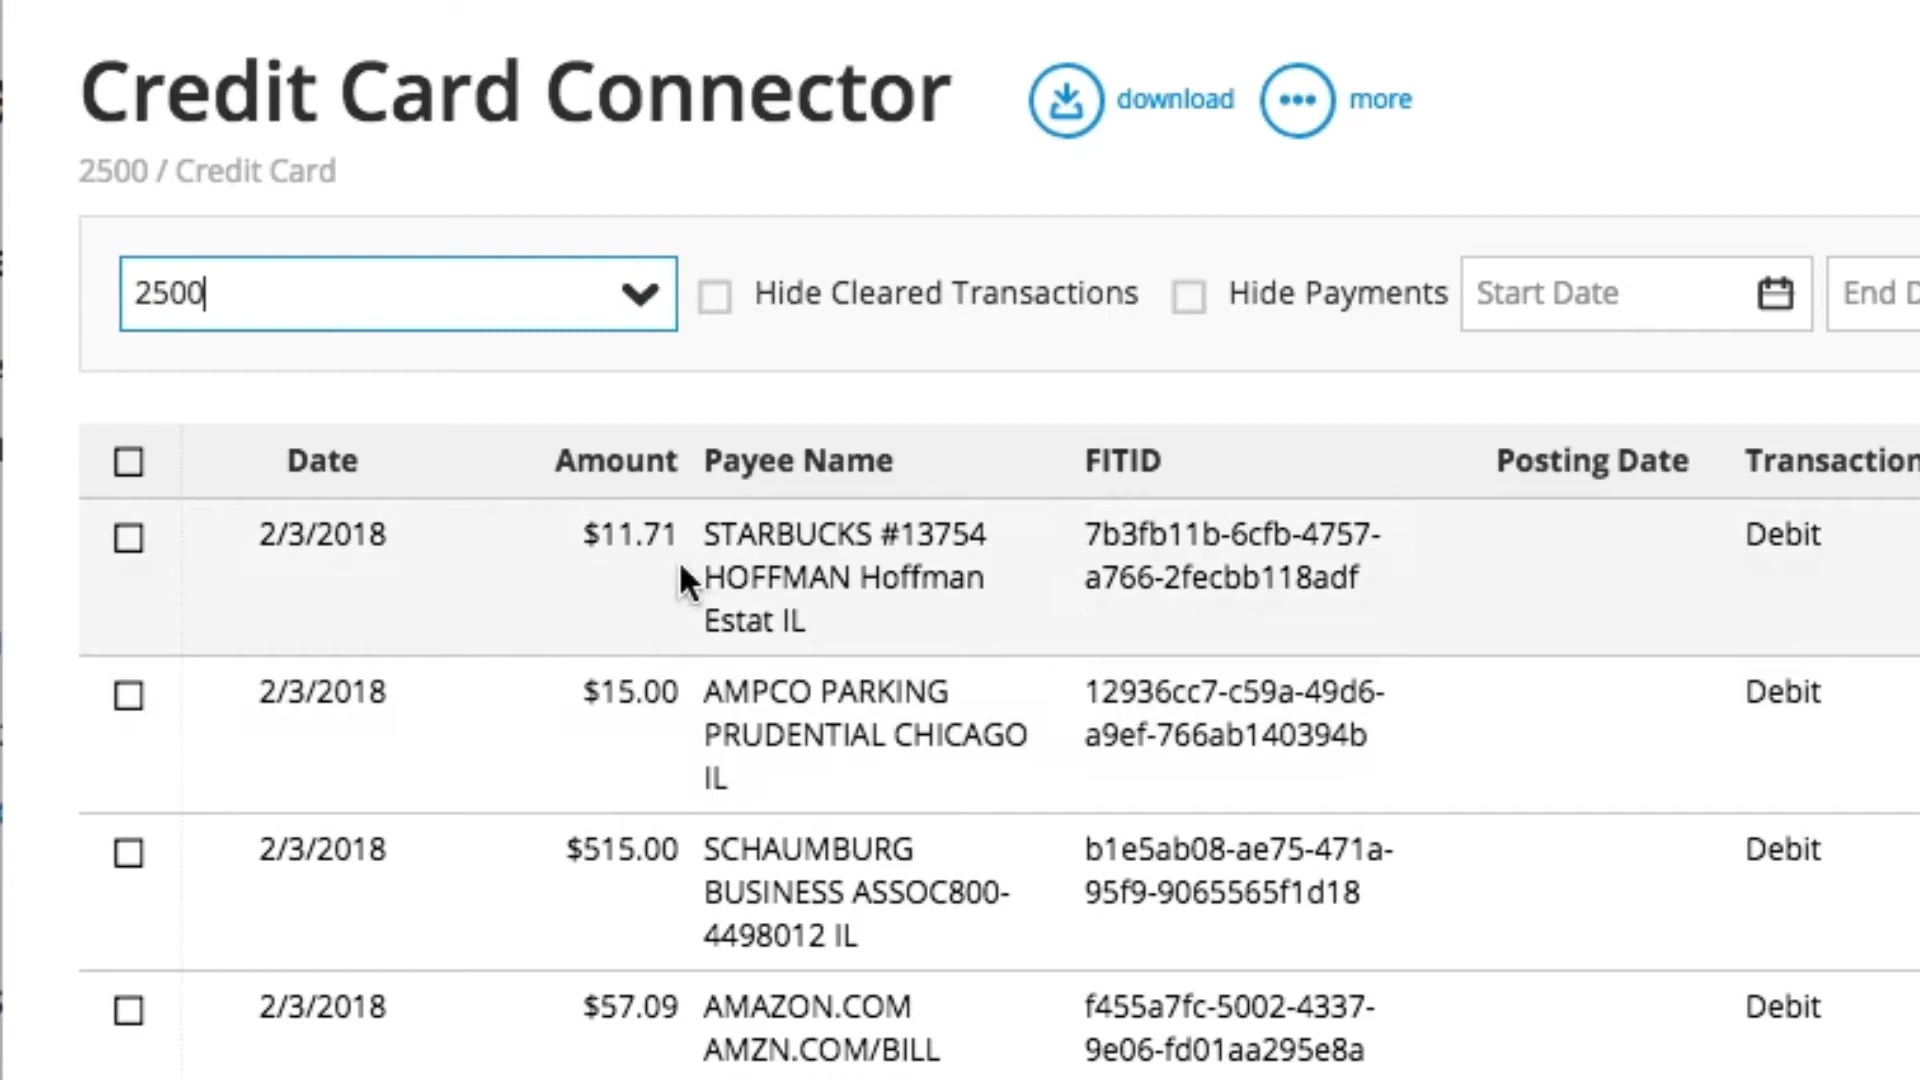 Credit Card Connector download more
2500 / Credit Card
2500 Hide Cleared Transactions Hide Payments Start Date End D
Date Amount Payee Name FITID Posting Date Transaction
2/3/2018 $11.71 STARBUCKS #13754 7b3fb11b-6cfb-4757- Debit
HOFFMAN Hoffman a766-2fecbb118adf
Estat IL
2/3/2018 $15.00 AMPCO PARKING 12936cc7-c59a-49d6- Debit
PRUDENTIAL CHICAGO a9ef-766ab140394b
IL
2/3/2018 $515.00 SCHAUMBURG b1e5ab08-ae75-471a- Debit
BUSINESS ASSOC800- 95f9-9065565f1d18
4498012 IL
2/3/2018 $57.09 AMAZON.COM f455a7fc-5002-4337- Debit
AMZN.COM/BILL 9e06-fd01aa295e8a